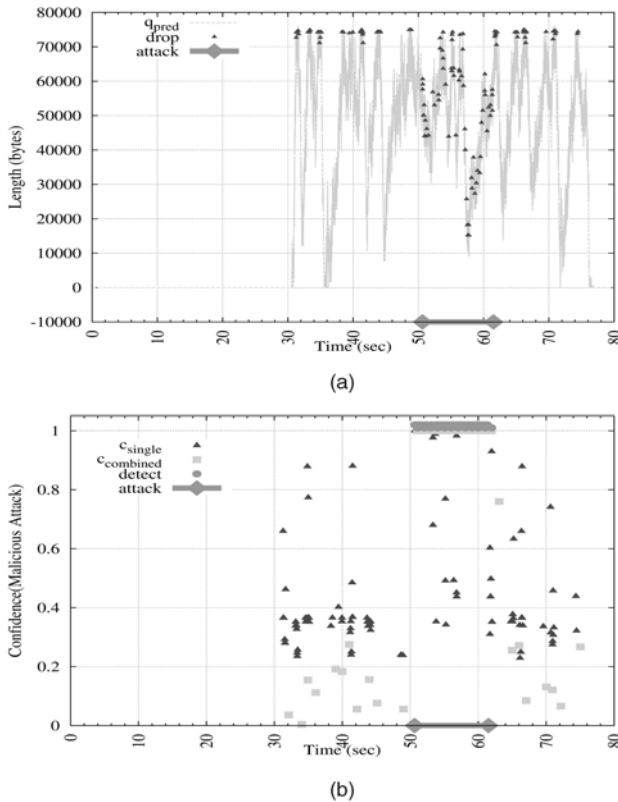 80000
70000
60000
50000
40000
30000
20000
10000
0
-10000
Length (bytes)
q_pred
drop
attack
0 10 20 30 40 50 60 70 80
Time (sec)
(a)
1
0.8
0.6
0.4
0.2
0
Confidence(Malicious Attack)
c_single
c_combined
detect
attack
0 10 20 30 40 50 60 70 80
Time (sec)
(b)